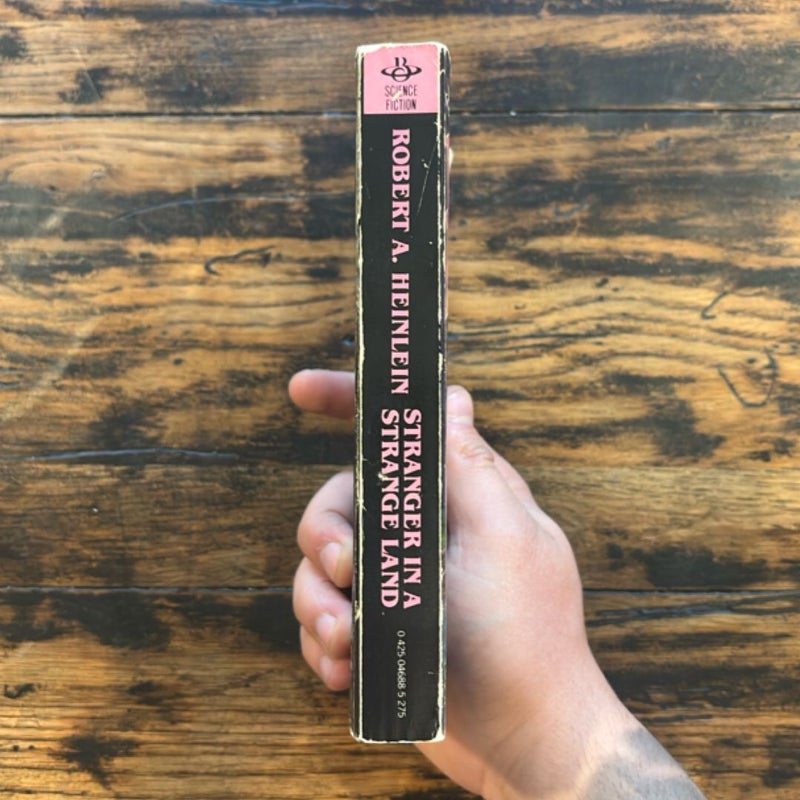 SCIENCE
FICTION
ROBERT A. HEINLEIN
STRANGER IN A
STRANGE LAND
0 425 04688 5 275